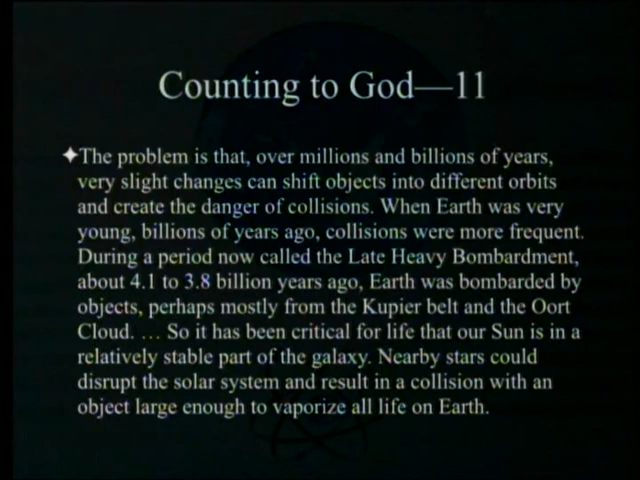 Counting to God—11
✦The problem is that, over millions and billions of years,
very slight changes can shift objects into different orbits
and create the danger of collisions. When Earth was very
young, billions of years ago, collisions were more frequent.
During a period now called the Late Heavy Bombardment,
about 4.1 to 3.8 billion years ago, Earth was bombarded by
objects, perhaps mostly from the Kupier belt and the Oort
Cloud. … So it has been critical for life that our Sun is in a
relatively stable part of the galaxy. Nearby stars could
disrupt the solar system and result in a collision with an
object large enough to vaporize all life on Earth.